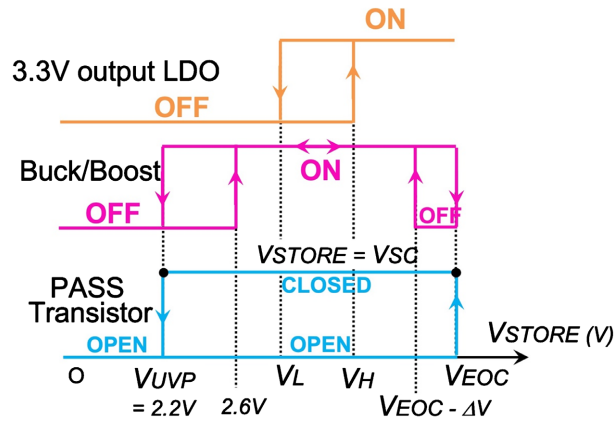 ON
3.3V output LDO
OFF
Buck/Boost
ON
OFF
OFF
VSTORE = VSC
PASS
Transistor
CLOSED
OPEN
OPEN
VSTORE (V)
O
VUVP
= 2.2V
2.6V
VL
VH
VEOC
VEOC - ΔV